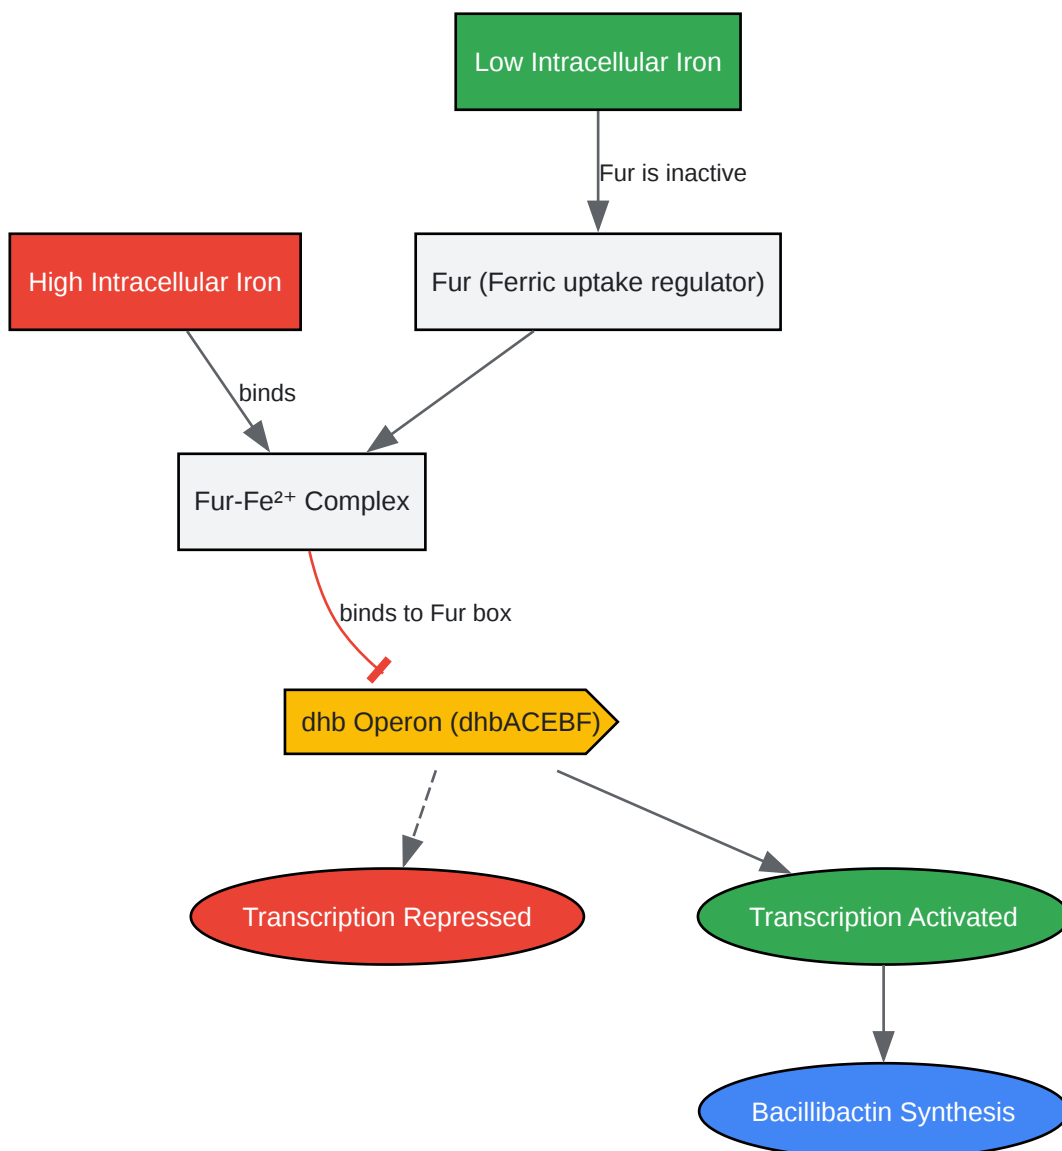 Low Intracellular Iron
Fur is inactive
High Intracellular Iron
Fur (Ferric uptake regulator)
binds
Fur-Fe²⁺ Complex
binds to Fur box
dhb Operon (dhbACEBF)
Transcription Repressed
Transcription Activated
Bacillibactin Synthesis